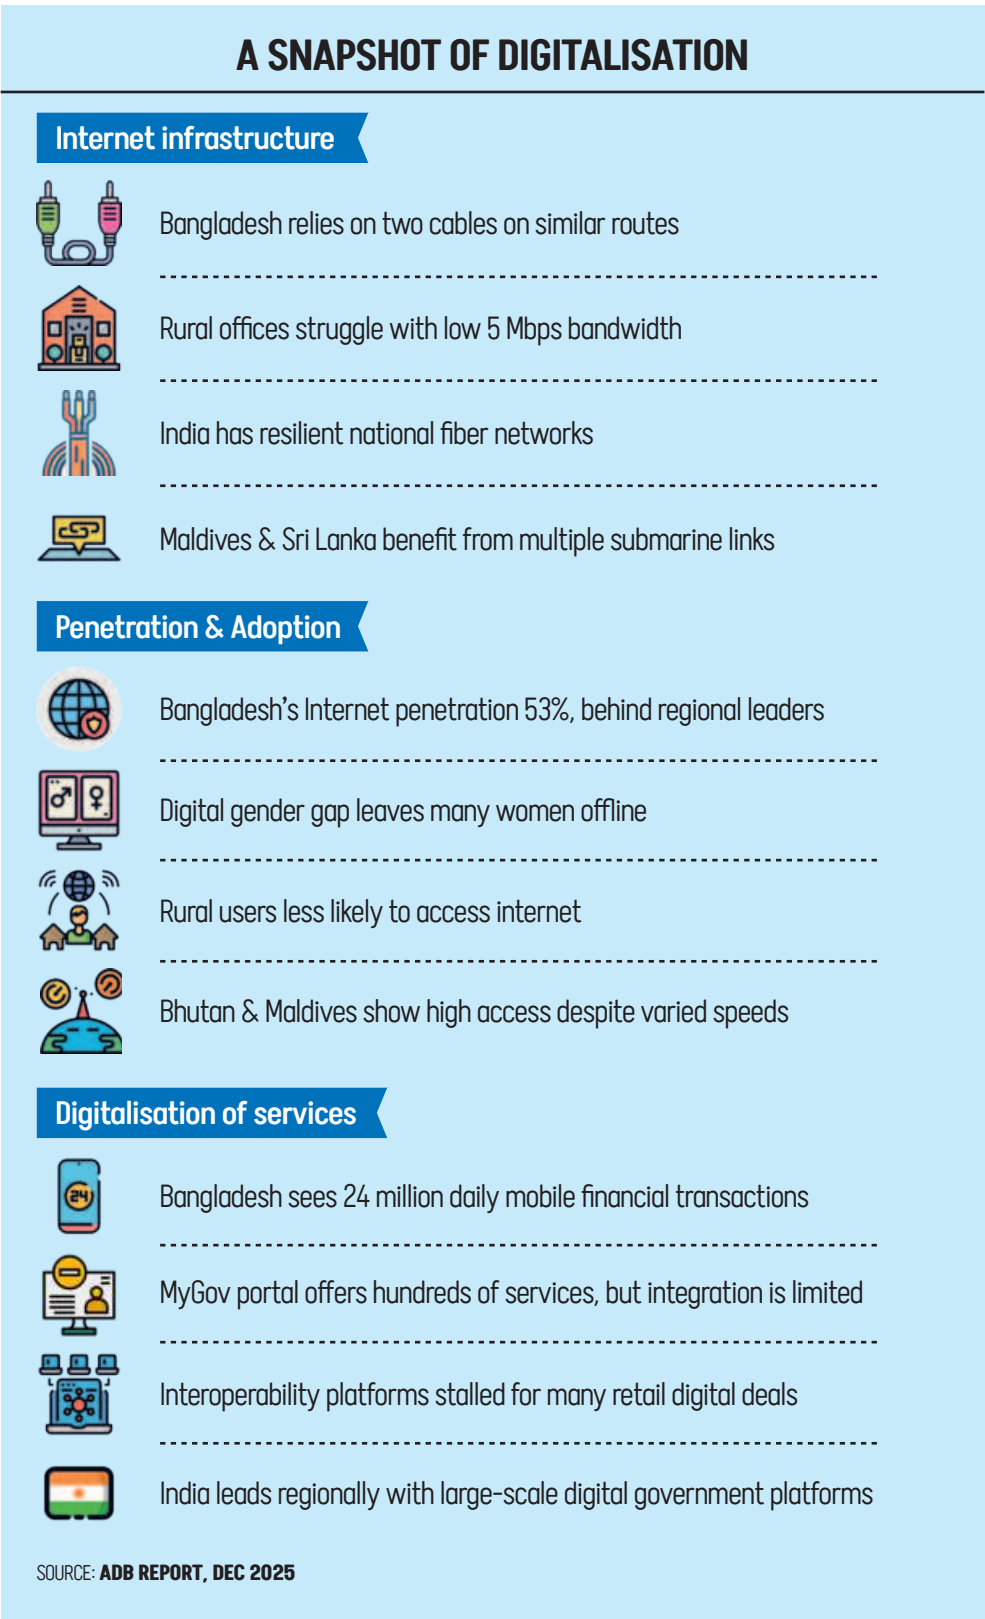 A SNAPSHOT OF DIGITALISATION
Internet infrastructure
Bangladesh relies on two cables on similar routes
Rural offices struggle with low 5 Mbps bandwidth
India has resilient national fiber networks
Maldives & Sri Lanka benefit from multiple submarine links
Penetration & Adoption
Bangladesh's Internet penetration 53%, behind regional leaders
Digital gender gap leaves many women offline
Rural users less likely to access internet
Bhutan & Maldives show high access despite varied speeds
Digitalisation of services
24
Bangladesh sees 24 million daily mobile financial transactions
MyGov portal offers hundreds of services, but integration is limited
Interoperability platforms stalled for many retail digital deals
India leads regionally with large-scale digital government platforms
SOURCE: ADB REPORT, DEC 2025